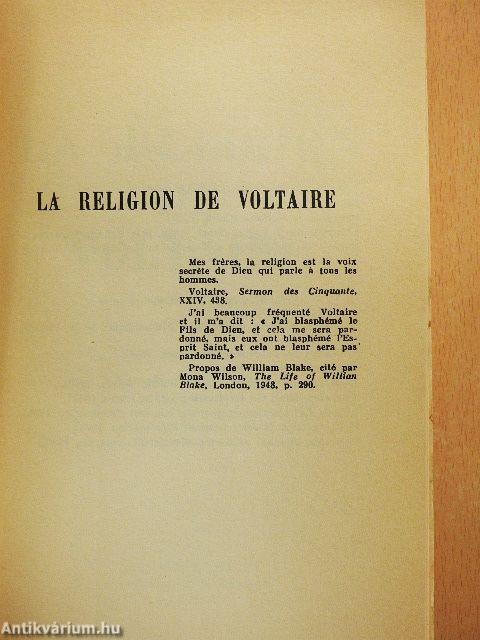 LA RELIGION DE VOLTAIRE
Mes frères, la religion est la voix
secrète de Dieu qui parle à tous les
hommes.
Voltaire, Sermon des Cinquante,
XXIV, 438.
J'ai beaucoup fréquenté Voltaire
et il m'a dit : « J'ai blasphémé le
Fils de Dieu, et cela me sera par-
donné, mais eux ont blasphémé l'Es-
prit Saint, et cela ne leur sera pas
pardonné. »
Propos de William Blake, cité par
Mona Wilson, The Life of Willian
Blake, London, 1948, p. 290.
Antikvárium.hu